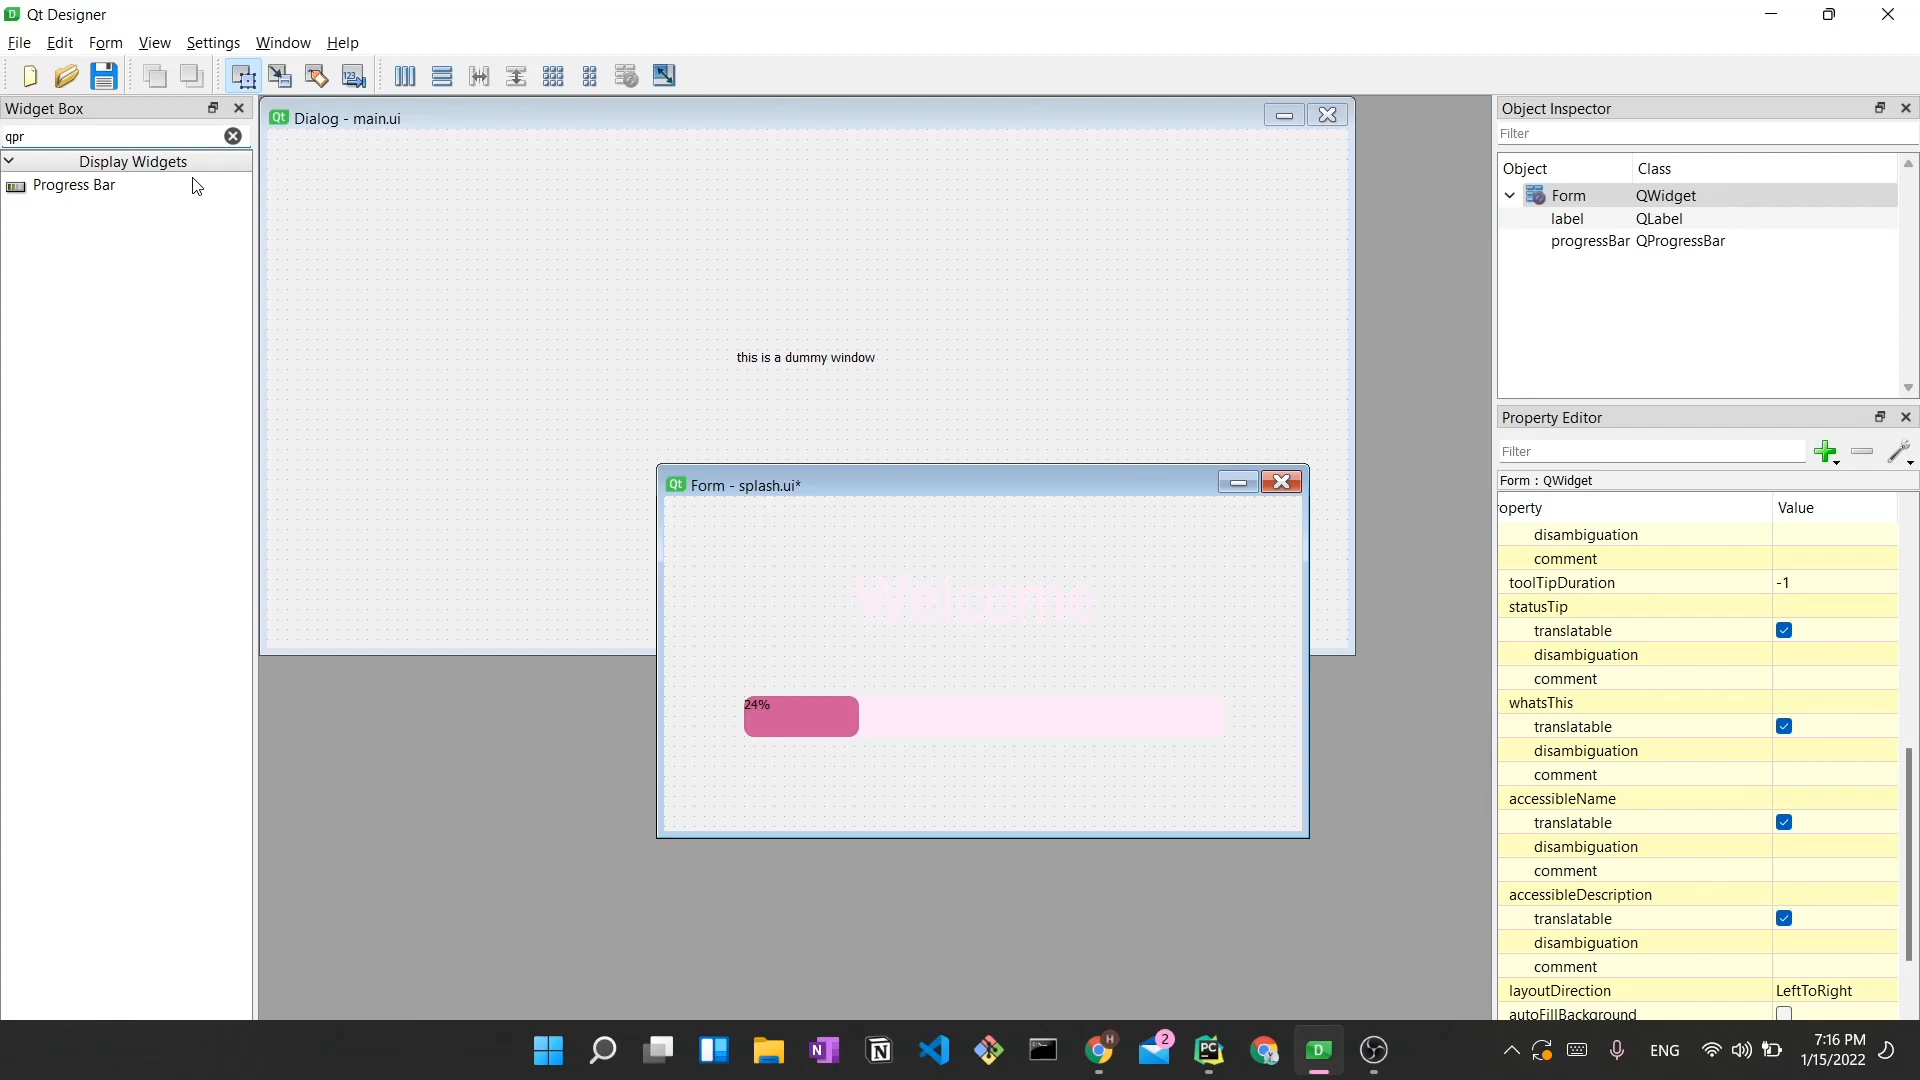 Qt Designer
File Edit Form View Settings Window Help
Widget Box
qpr
Display Widgets
Progress Bar
Qt Dialog - main.ui
this is a dummy window
Qt Form - splash.ui*
Welcome
24%
Object Inspector
Filter
Object Class
Form QWidget
label QLabel
progressBar QProgressBar
Property Editor
Filter
Form : QWidget
operty Value
disambiguation
comment
toolTipDuration -1
statusTip
translatable
disambiguation
comment
whatsThis
translatable
disambiguation
comment
accessibleName
translatable
disambiguation
comment
accessibleDescription
translatable
disambiguation
comment
layoutDirection LeftToRight
autoFillBackground
ENG
7:16 PM
1/15/2022